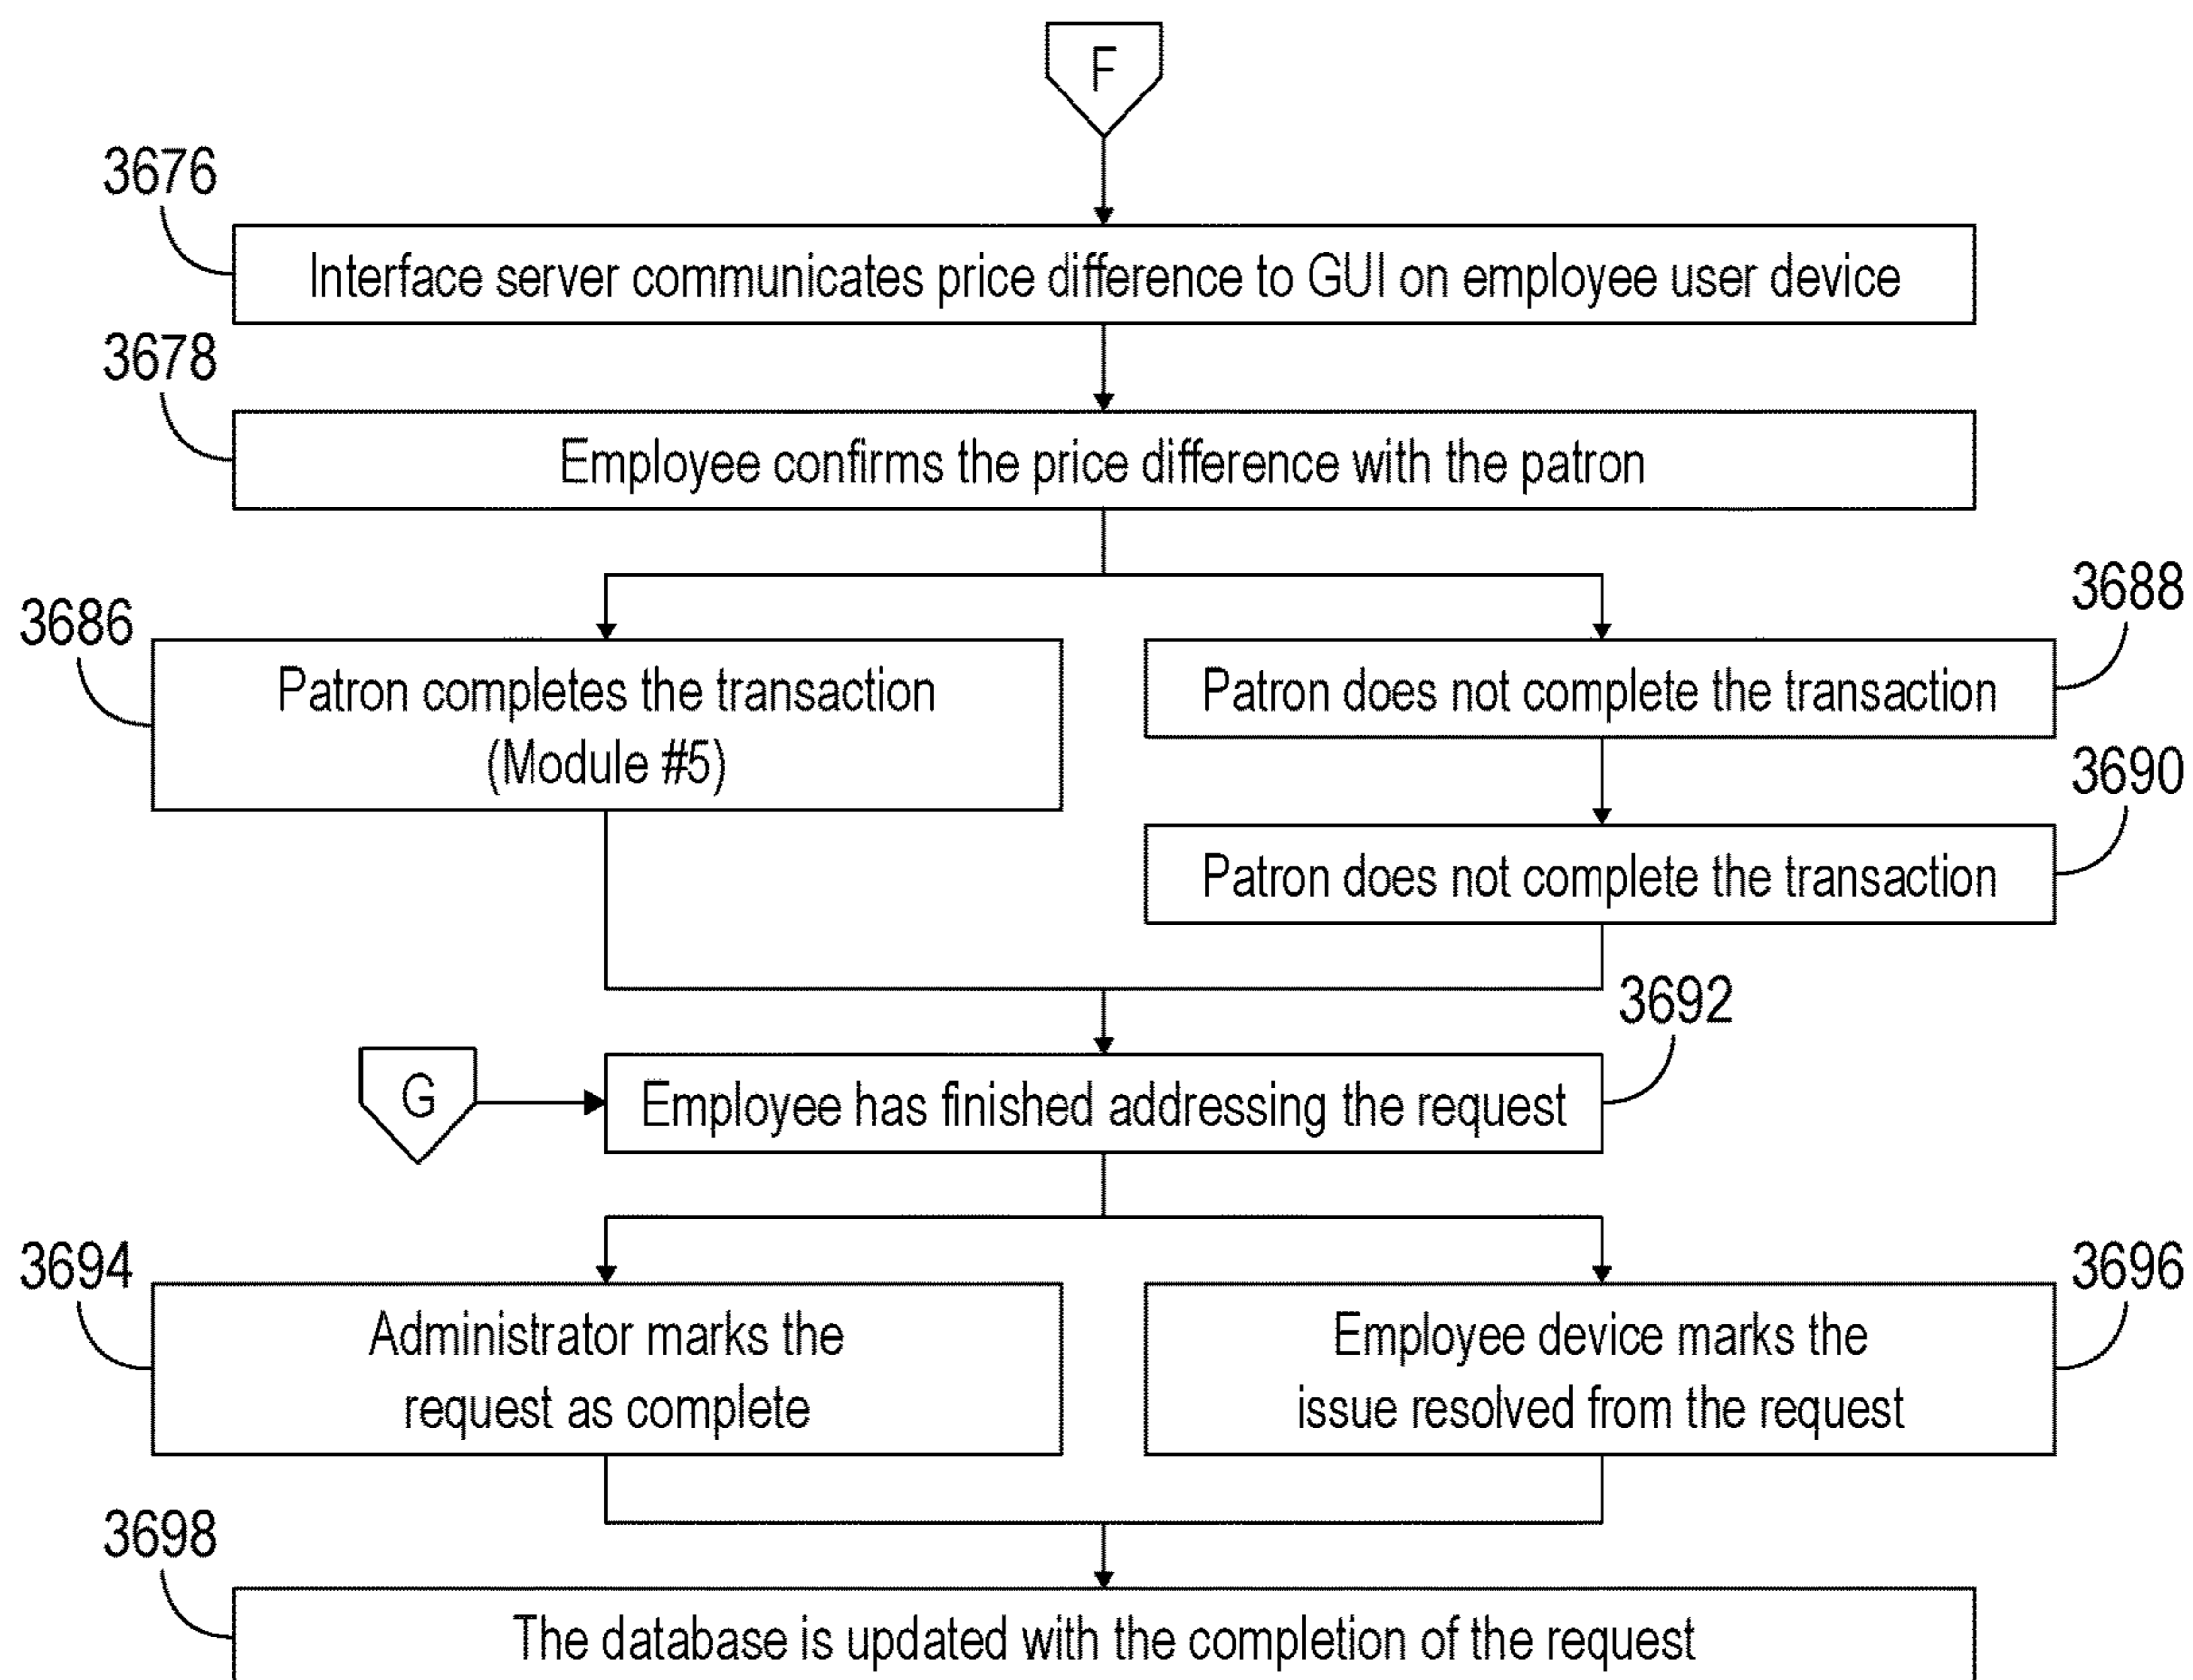 F
3676
Interface server communicates price difference to GUI on employee user device
3678
Employee confirms the price difference with the patron
3686
Patron completes the transaction
(Module #5)
3688
Patron does not complete the transaction
3690
Patron does not complete the transaction
3692
G
Employee has finished addressing the request
3694
Administrator marks the
request as complete
3696
Employee device marks the
issue resolved from the request
3698
The database is updated with the completion of the request